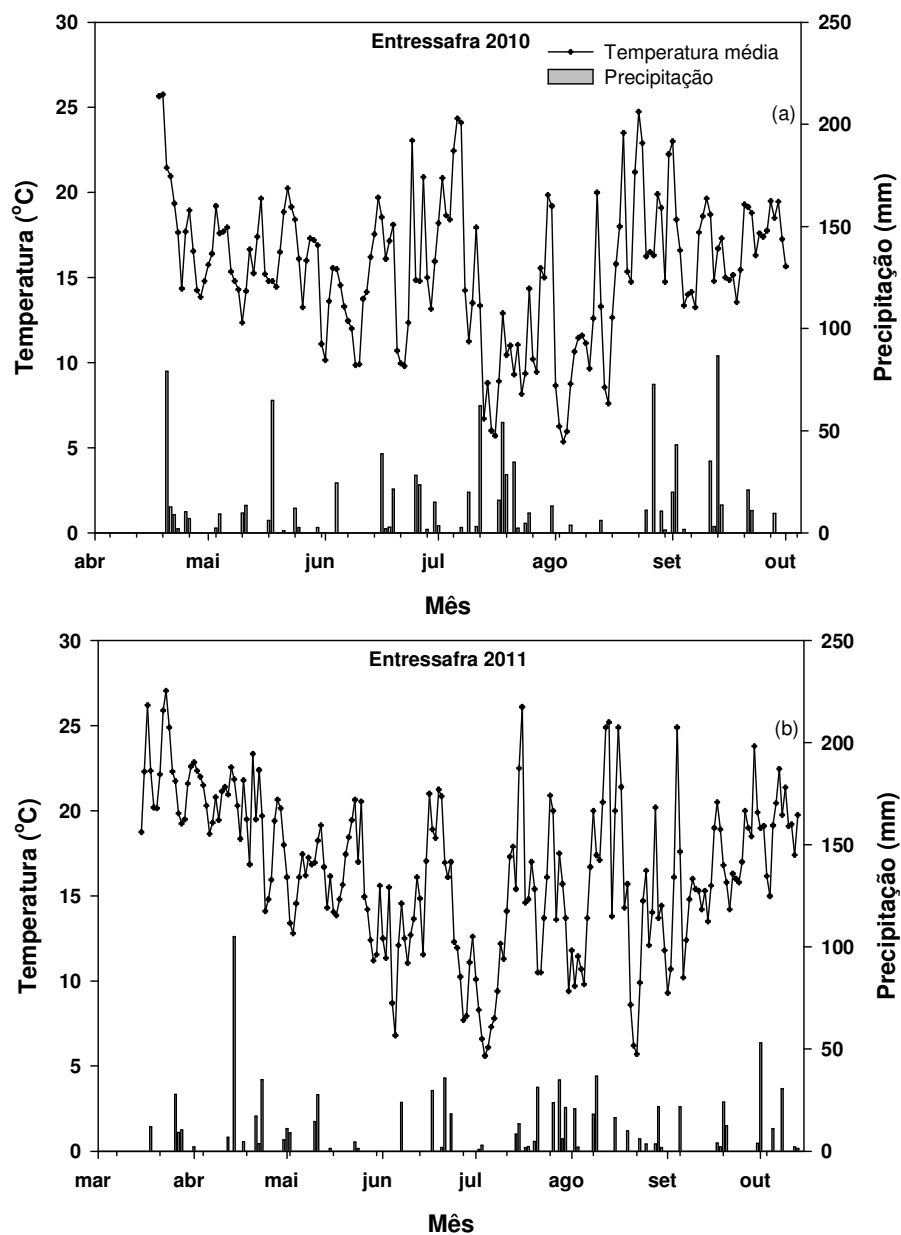 Entressafra 2010
Temperatura média
Precipitação
(a)
Temperatura (°C)
30
25
20
15
10
5
0
Precipitação (mm)
250
200
150
100
50
0
abr mai jun jul ago set out
Mês
Entressafra 2011
(b)
Temperatura (°C)
30
25
20
15
10
5
0
Precipitação (mm)
250
200
150
100
50
0
mar abr mai jun jul ago set out
Mês